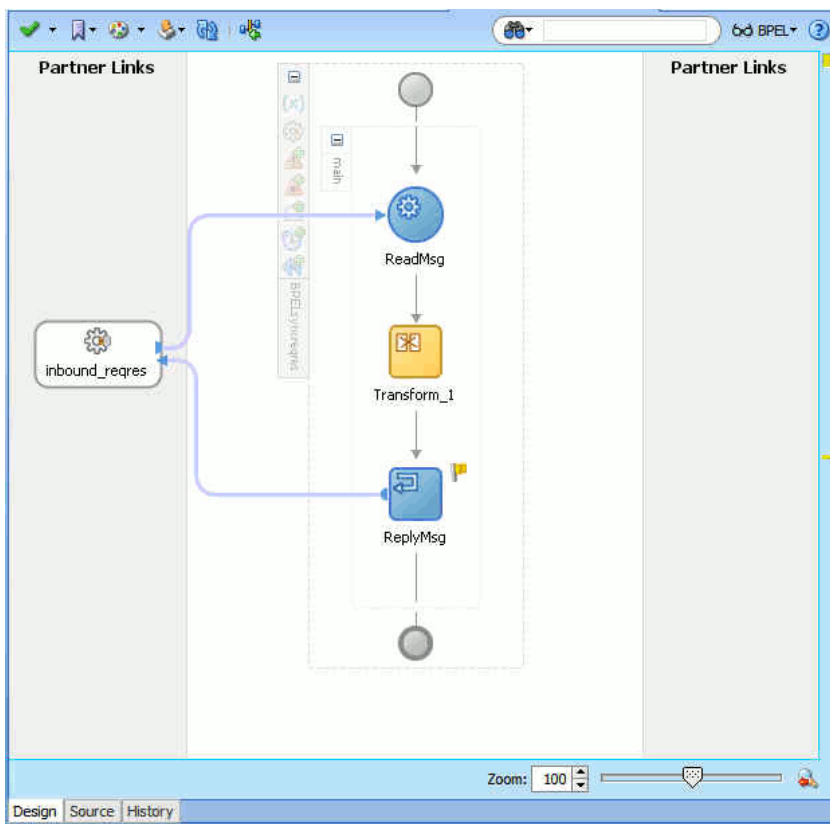 BPEL
Partner Links
Partner Links
main
ReadMsg
BPELsyncreqres
inbound_reqres
Transform_1
ReplyMsg
Zoom: 100
Design Source History